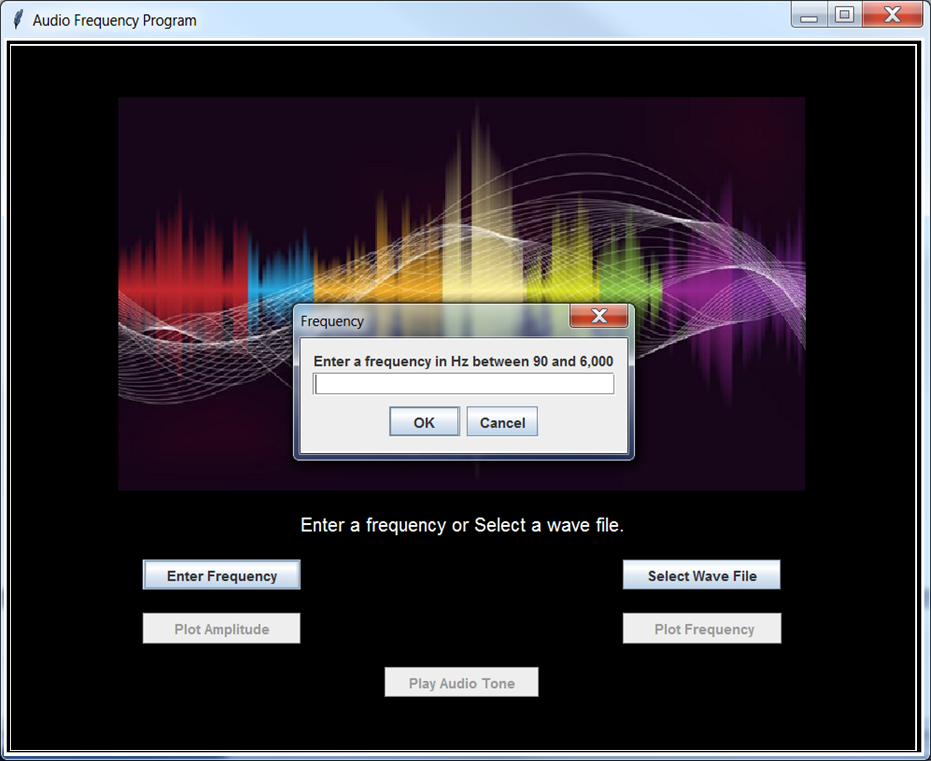 Audio Frequency Program
Frequency
Enter a frequency in Hz between 90 and 6,000
OK Cancel
Enter a frequency or Select a wave file.
Enter Frequency Select Wave File
Plot Amplitude Plot Frequency
Play Audio Tone